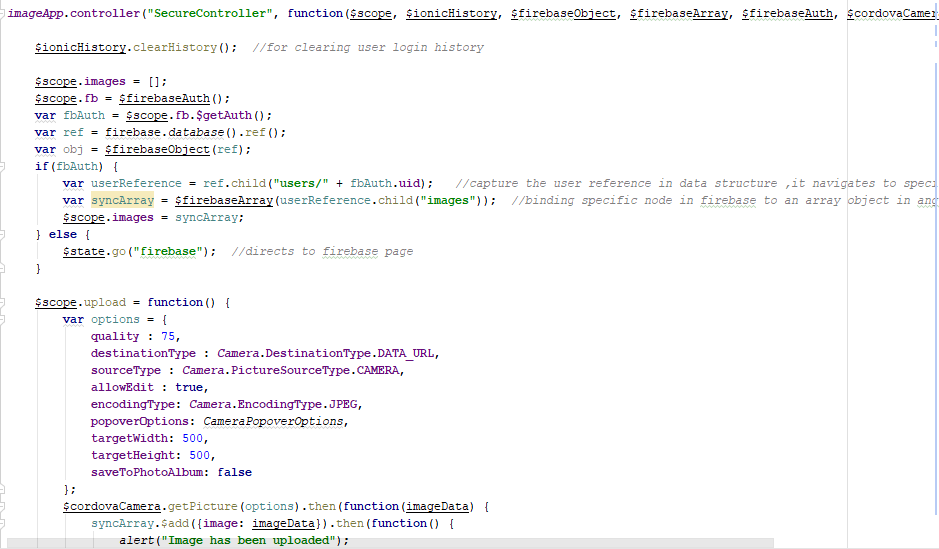 imageApp.controller("SecureController", function($scope, $ionicHistory, $firebaseObject, $firebaseArray, $firebaseAuth, $cordovaCamer
$ionicHistory.clearHistory();  //for clearing user login history
$scope.images = [];
$scope.fb = $firebaseAuth();
var fbAuth = $scope.fb.$getAuth();
var ref = firebase.database().ref();
var obj = $firebaseObject(ref);
if(fbAuth) {
var userReference = ref.child("users/" + fbAuth.uid);   //capture the user reference in data structure ,it navigates to speci
var syncArray = $firebaseArray(userReference.child("images"));  //binding specific node in firebase to an array object in ang
$scope.images = syncArray;
} else {
$state.go("firebase");  //directs to firebase page
}
$scope.upload = function() {
var options = {
quality : 75,
destinationType : Camera.DestinationType.DATA_URL,
sourceType : Camera.PictureSourceType.CAMERA,
allowEdit : true,
encodingType: Camera.EncodingType.JPEG,
popoverOptions: CameraPopoverOptions,
targetWidth: 500,
targetHeight: 500,
saveToPhotoAlbum: false
};
$cordovaCamera.getPicture(options).then(function(imageData) {
syncArray.$add({image: imageData}).then(function() {
alert("Image has been uploaded");